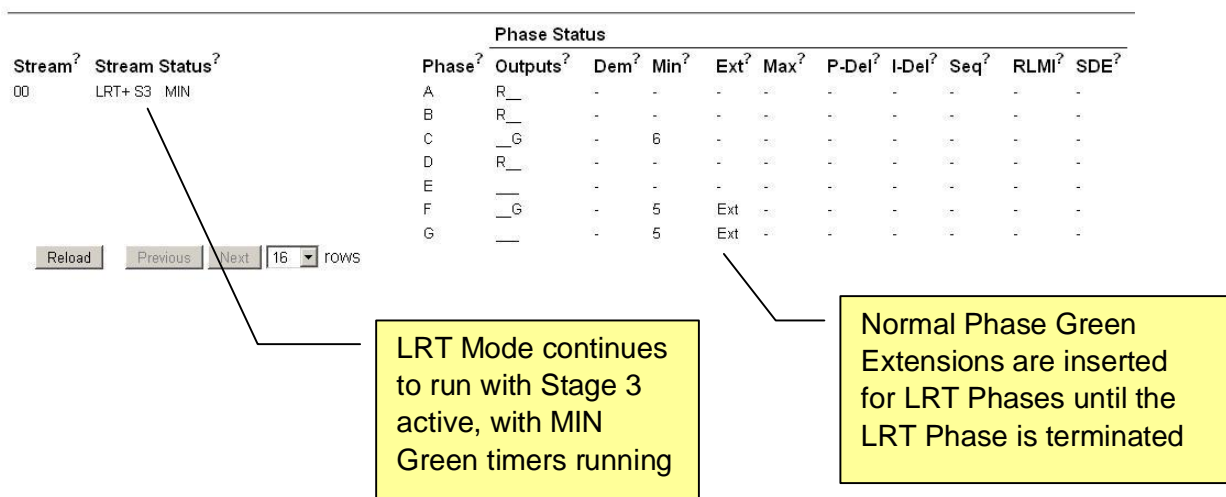 Phase Status
Stream? Stream Status? Phase? Outputs? Dem? Min? Ext? Max? P-Del? I-Del? Seq? RLMI? SDE?
00 LRT+ S3 MIN A R__ - - - - - - - - -
B R__ - - - - - - - - -
C __G - 6 - - - - - - -
D R__ - - - - - - - - -
E ___ - - - - - - - - -
F __G - 5 Ext - - - - - -
G ___ - 5 Ext - - - - - -
Reload Previous Next 16 rows
LRT Mode continues
to run with Stage 3
active, with MIN
Green timers running
Normal Phase Green
Extensions are inserted
for LRT Phases until the
LRT Phase is terminated